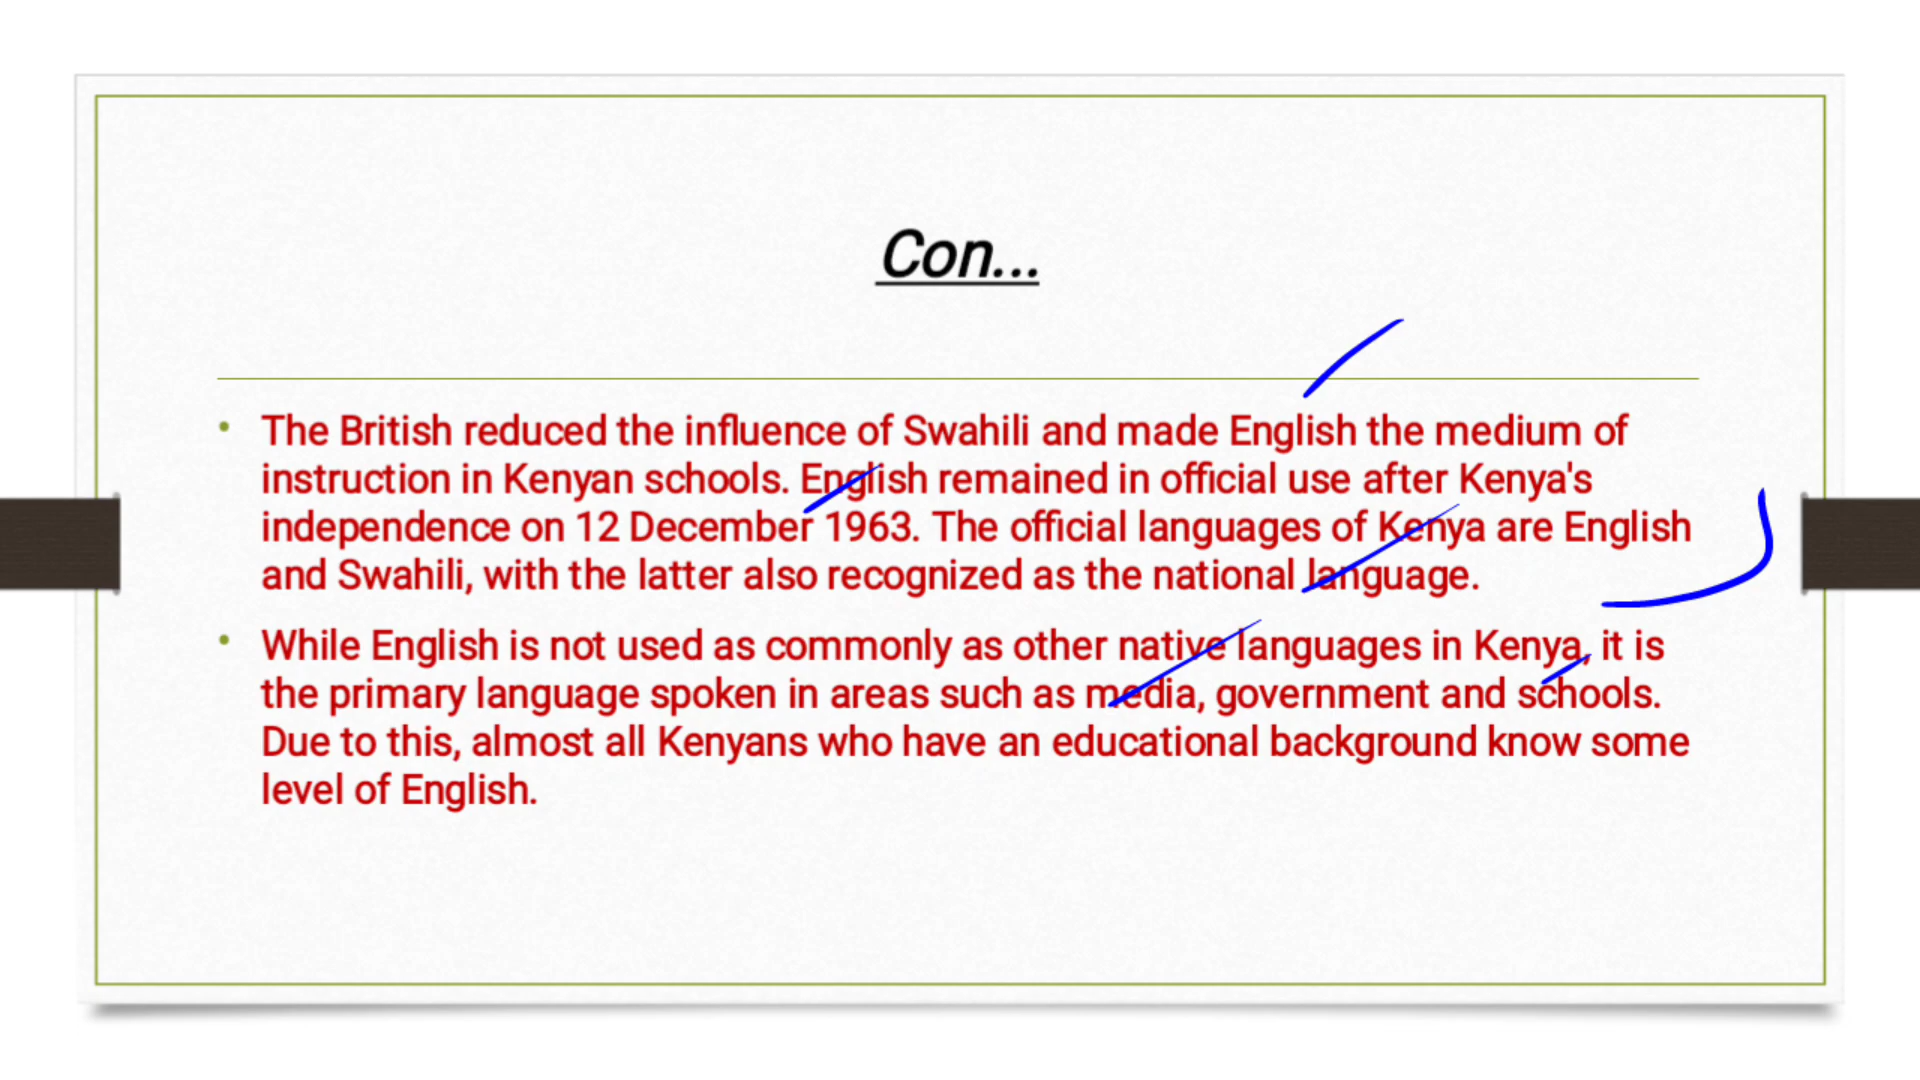 Con...
• The British reduced the influence of Swahili and made English the medium of
instruction in Kenyan schools. English remained in official use after Kenya's
independence on 12 December 1963. The official languages of Kenya are English
and Swahili, with the latter also recognized as the national language.
• While English is not used as commonly as other native languages in Kenya, it is
the primary language spoken in areas such as media, government and schools.
Due to this, almost all Kenyans who have an educational background know some
level of English.